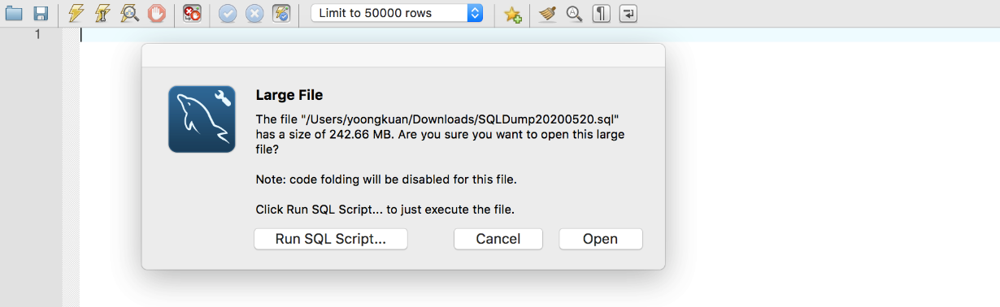 Limit to 50000 rows
1
Large File
The file "/Users/yoongkuan/Downloads/SQLDump20200520.sql"
has a size of 242.66 MB. Are you sure you want to open this large
file?
Note: code folding will be disabled for this file.
Click Run SQL Script... to just execute the file.
Run SQL Script...
Cancel
Open